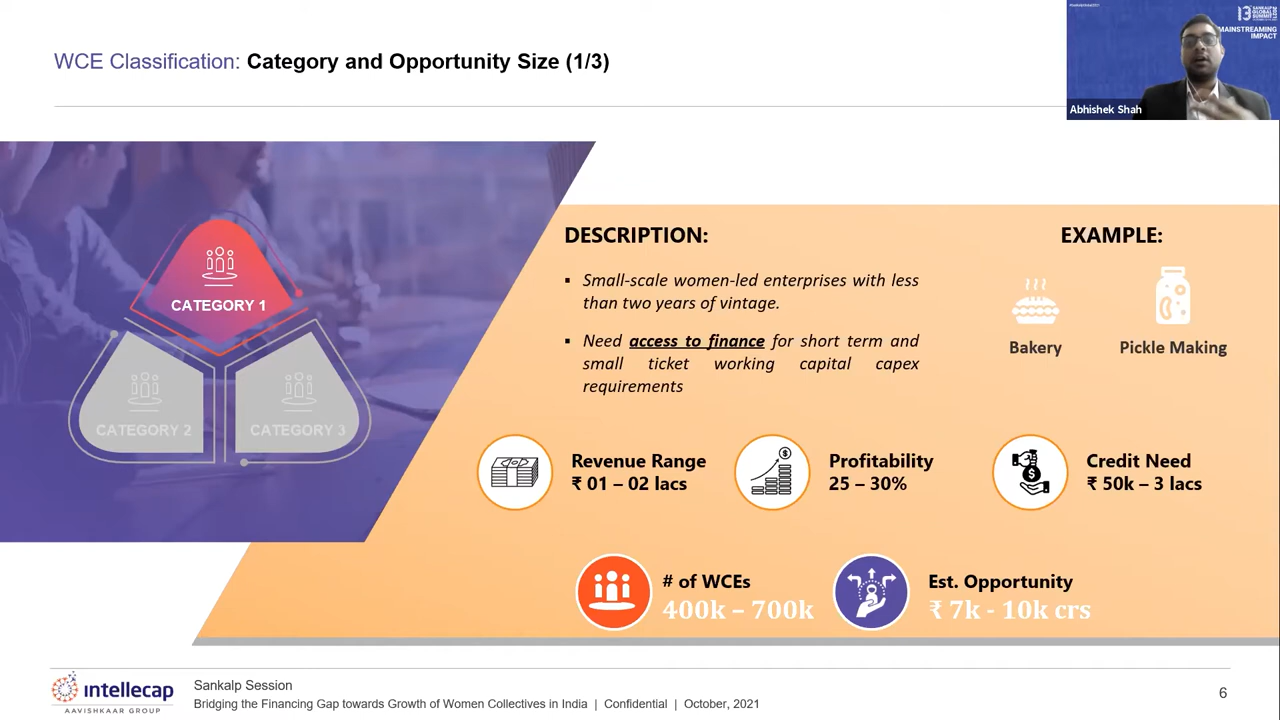 WCE Classification: Category and Opportunity Size (1/3)
13 SANKALP
GLOBAL
SUMMIT
MAINSTREAMING
IMPACT
Abhishek Shah
CATEGORY 1
CATEGORY 2
CATEGORY 3
DESCRIPTION:
▪ Small-scale women-led enterprises with less
than two years of vintage.
▪ Need access to finance for short term and
small ticket working capital capex
requirements
EXAMPLE:
Bakery
Pickle Making
Revenue Range
₹ 01 – 02 lacs
Profitability
25 – 30%
Credit Need
₹ 50k – 3 lacs
# of WCEs
400k – 700k
Est. Opportunity
₹ 7k - 10k crs
intellecap
AAVISHKAAR GROUP
Sankalp Session
Bridging the Financing Gap towards Growth of Women Collectives in India | Confidential | October, 2021
6